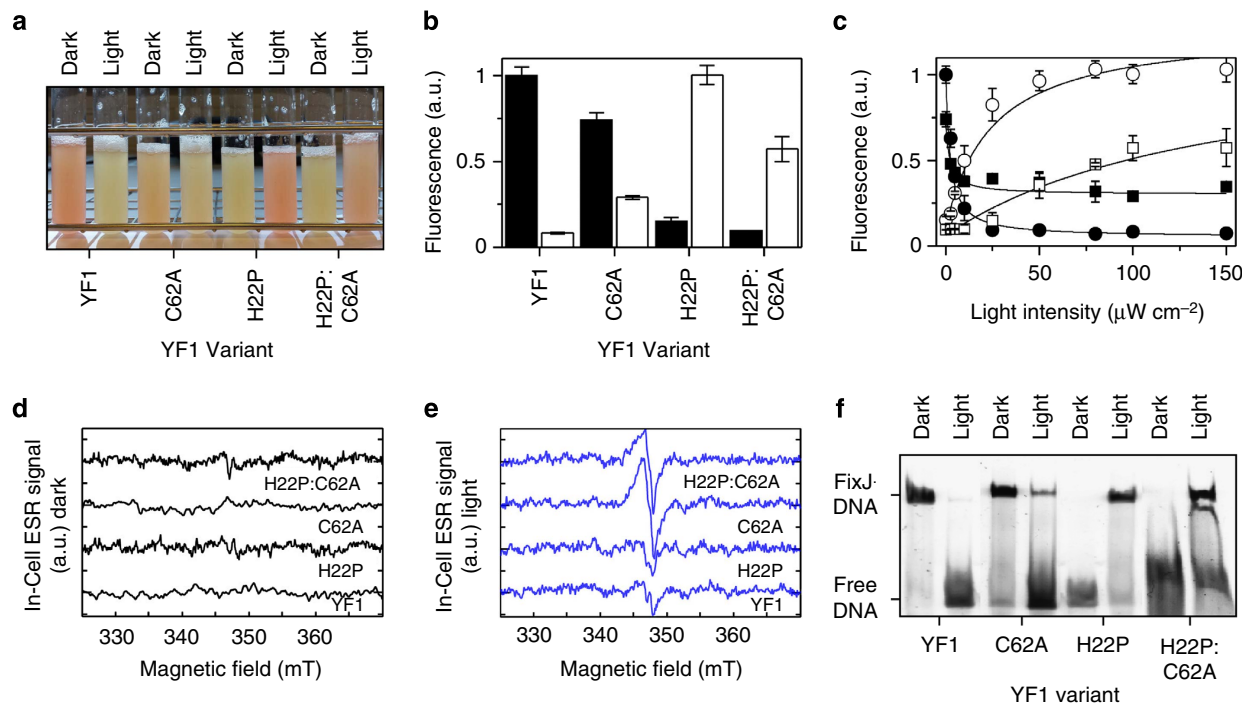 a
Dark
Light
Dark
Light
Dark
Light
Dark
Light
YF1
C62A
H22P
H22P:
C62A
YF1 Variant
b
Fluorescence (a.u.)
1
0.5
0
YF1
C62A
H22P
H22P:
C62A
YF1 Variant
c
Fluorescence (a.u.)
1
0.5
0
0
50
100
150
Light intensity (μW cm–2)
d
In-Cell ESR signal
(a.u.) dark
H22P:C62A
C62A
H22P
YF1
330
340
350
360
Magnetic field (mT)
e
In-Cell ESR signal
(a.u.) light
H22P:C62A
C62A
H22P
YF1
330
340
350
360
Magnetic field (mT)
f
Dark
Light
Dark
Light
Dark
Light
Dark
Light
FixJ·
DNA
Free
DNA
YF1
C62A
H22P
H22P:
C62A
YF1 variant